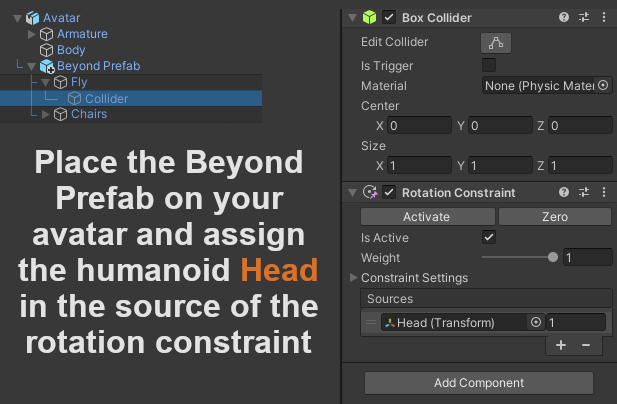 Avatar
Armature
Body
Beyond Prefab
Fly
Collider
Chairs
Place the Beyond
Prefab on your
avatar and assign
the humanoid Head
in the source of the
rotation constraint
Box Collider
Edit Collider
Is Trigger
Material None (Physic Mater
Center
X 0 Y 0 Z 0
Size
X 1 Y 1 Z 1
Rotation Constraint
Activate Zero
Is Active
Weight 1
Constraint Settings
Sources
Head (Transform) 1
Add Component